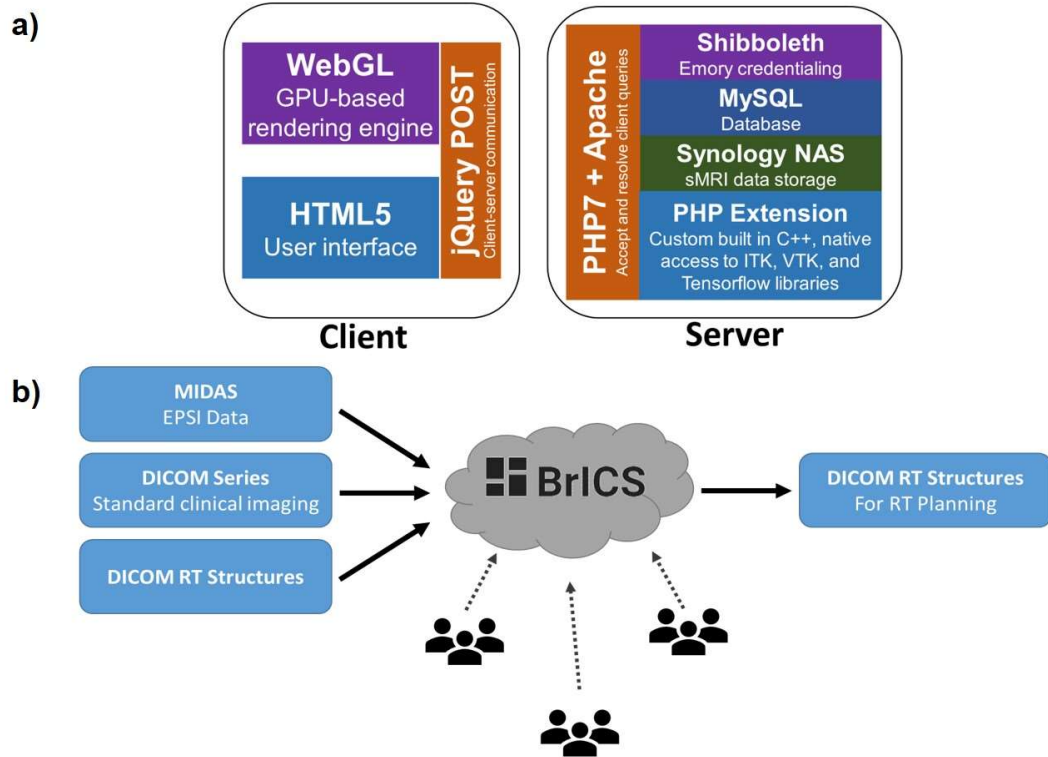 a)
WebGL
GPU-based
rendering engine
HTML5
User interface
jQuery POST
Client-server communication
Client
PHP7 + Apache
Accept and resolve client queries
Shibboleth
Emory credentialing
MySQL
Database
Synology NAS
sMRI data storage
PHP Extension
Custom built in C++, native
access to ITK, VTK, and
Tensorflow libraries
Server
b)
MIDAS
EPSI Data
DICOM Series
Standard clinical imaging
DICOM RT Structures
BrICS
DICOM RT Structures
For RT Planning